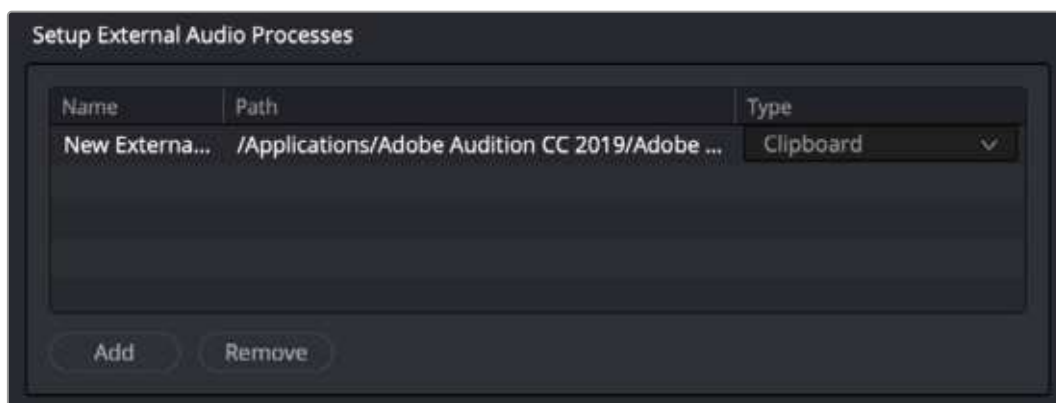 Setup External Audio Processes
Name Path Type
New Externa... /Applications/Adobe Audition CC 2019/Adobe ... Clipboard
Add Remove